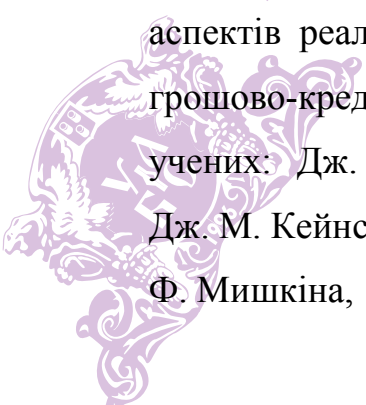 аспектів реал
грошово-кред
учених: Дж.
Дж. М. Кейнс
Ф. Мишкіна,